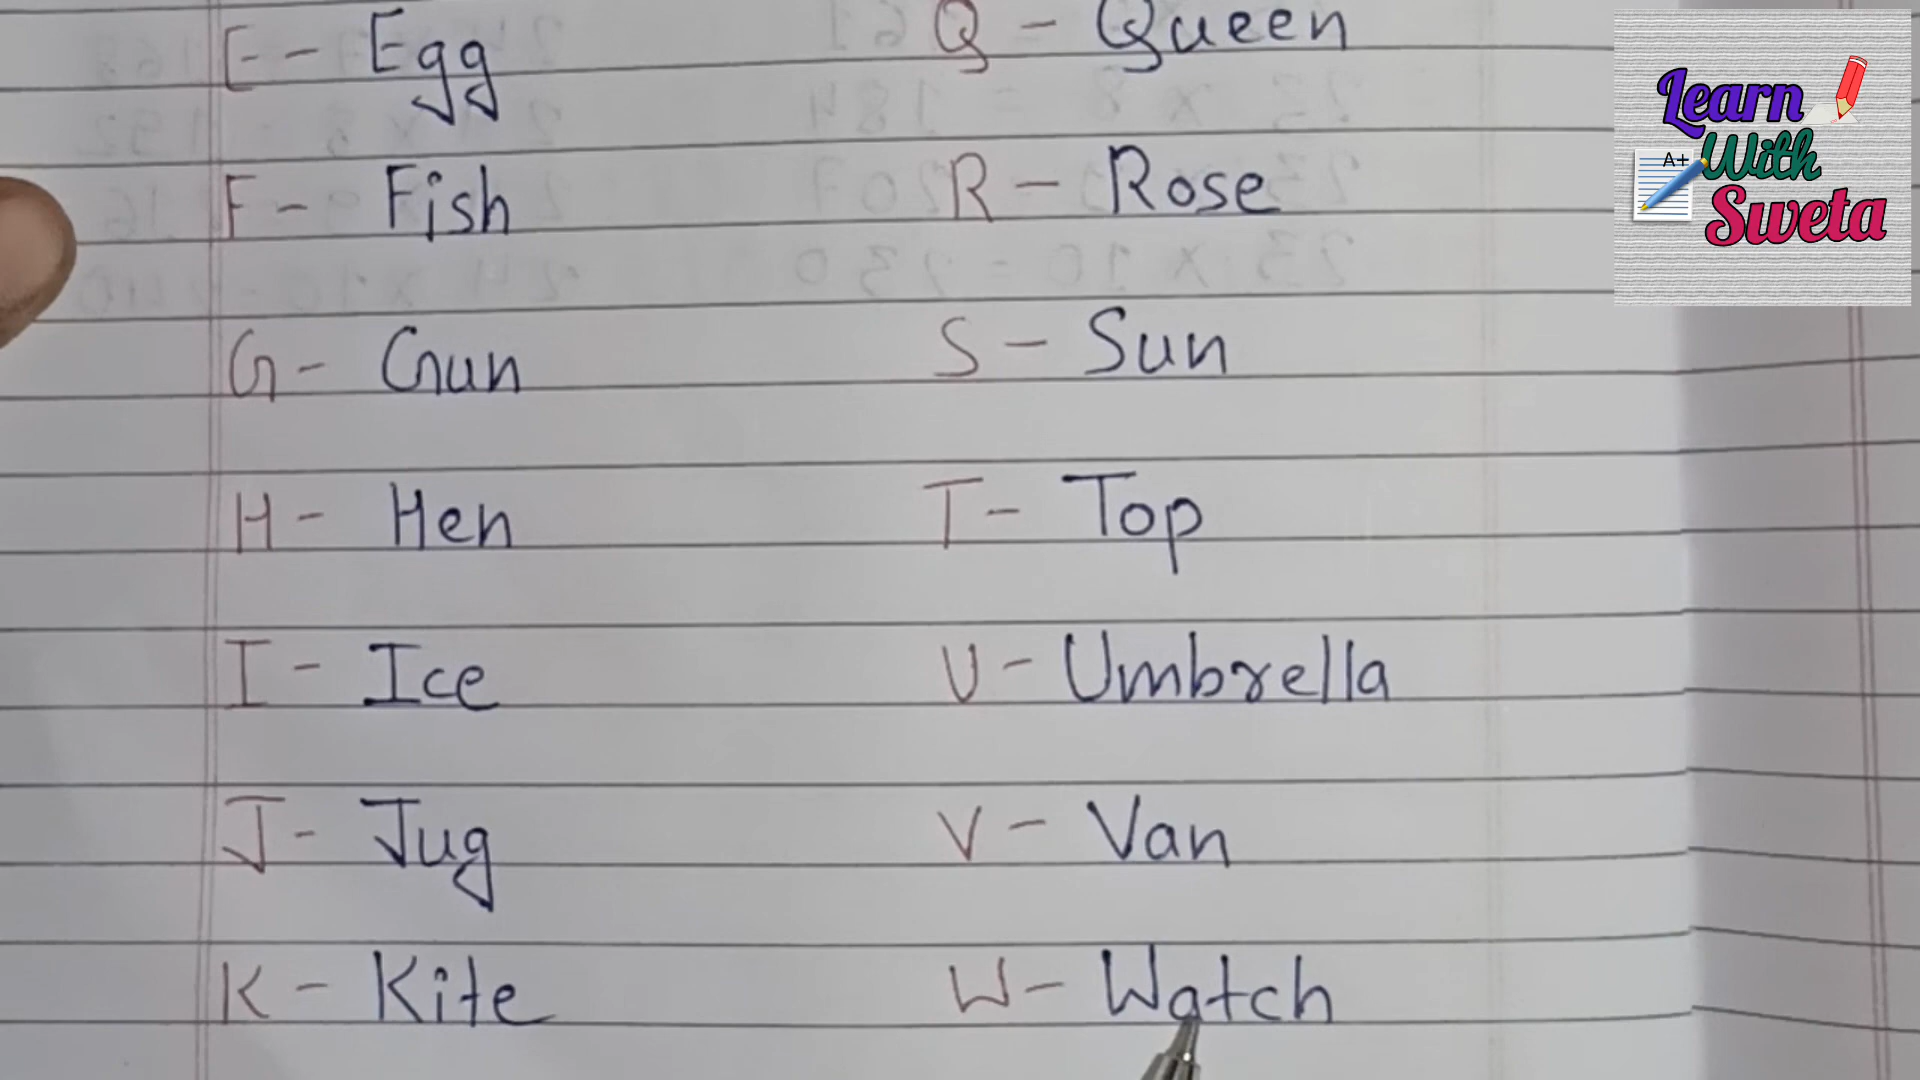 E - Egg
F - Fish
G - Gun
H - Hen
I - Ice
J - Jug
K - Kite
Q - Queen
R - Rose
S - Sun
T - Top
U - Umbrella
V - Van
W - Watch
Learn
A+ With
Sweta